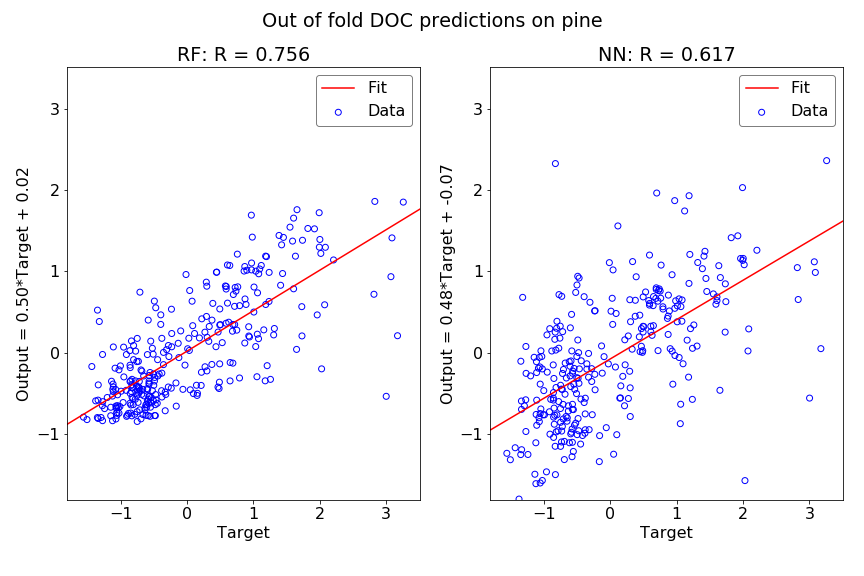 Out of fold DOC predictions on pine
RF: R = 0.756
Output = 0.50*Target + 0.02
3
2
1
0
−1
Fit
Data
−1 0 1 2 3
Target
NN: R = 0.617
Output = 0.48*Target + -0.07
3
2
1
0
−1
Fit
Data
−1 0 1 2 3
Target